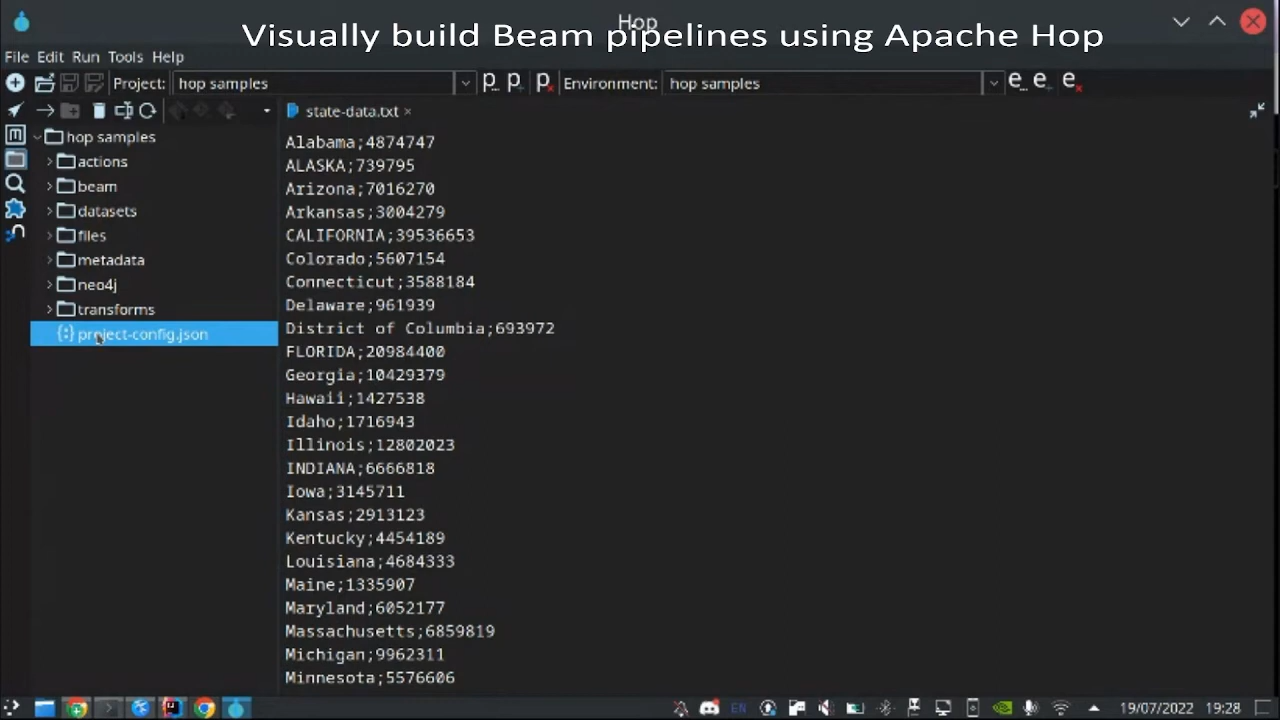 Hop
Visually build Beam pipelines using Apache Hop
File Edit Run Tools Help
Project: hop samples Environment: hop samples
state-data.txt
hop samples
actions
beam
datasets
files
metadata
neo4j
transforms
project-config.json
Alabama;4874747
ALASKA;739795
Arizona;7016270
Arkansas;3004279
CALIFORNIA;39536653
Colorado;5607154
Connecticut;3588184
Delaware;961939
District of Columbia;693972
FLORIDA;20984400
Georgia;10429379
Hawaii;1427538
Idaho;1716943
Illinois;12802023
INDIANA;6666818
Iowa;3145711
Kansas;2913123
Kentucky;4454189
Louisiana;4684333
Maine;1335907
Maryland;6052177
Massachusetts;6859819
Michigan;9962311
Minnesota;5576606
EN 19/07/2022 19:28